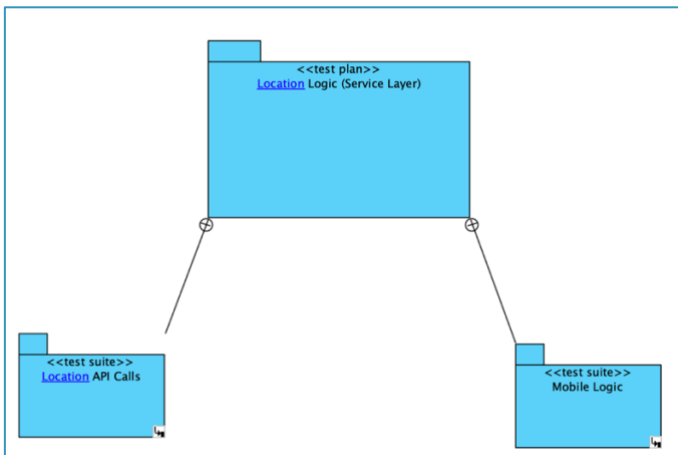 <<test plan>>
Location Logic (Service Layer)
<<test suite>>
Location API Calls
<<test suite>>
Mobile Logic